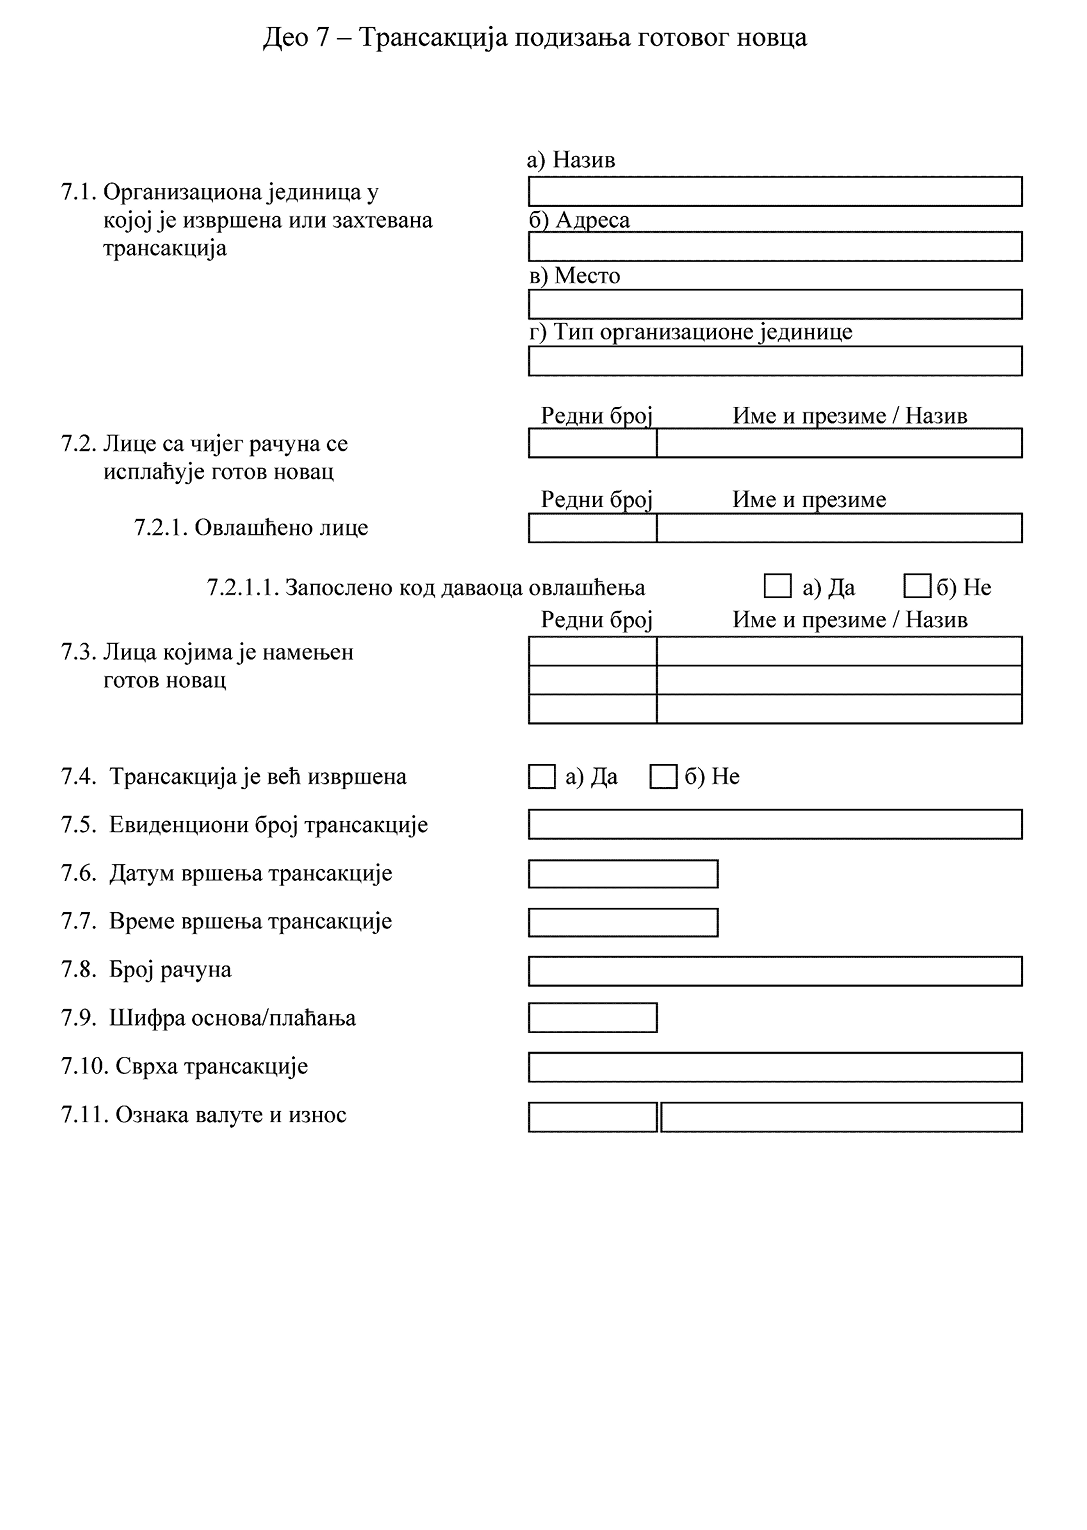 Део 7 – Трансакција подизања готовог новца
а) Назив
7.1. Организациона јединица у
којој је извршена или захтевана
трансакција
б) Адреса
в) Место
г) Тип организационе јединице
Редни број Име и презиме / Назив
7.2. Лице са чијег рачуна се
исплаћује готов новац
Редни број Име и презиме
7.2.1. Овлашћено лице
7.2.1.1. Запослено код даваоца овлашћења а) Да б) Не
Редни број Име и презиме / Назив
7.3. Лица којима је намењен
готов новац
7.4. Трансакција је већ извршена а) Да б) Не
7.5. Евиденциони број трансакције
7.6. Датум вршења трансакције
7.7. Време вршења трансакције
7.8. Број рачуна
7.9. Шифра основа/плаћања
7.10. Сврха трансакције
7.11. Ознака валуте и износ